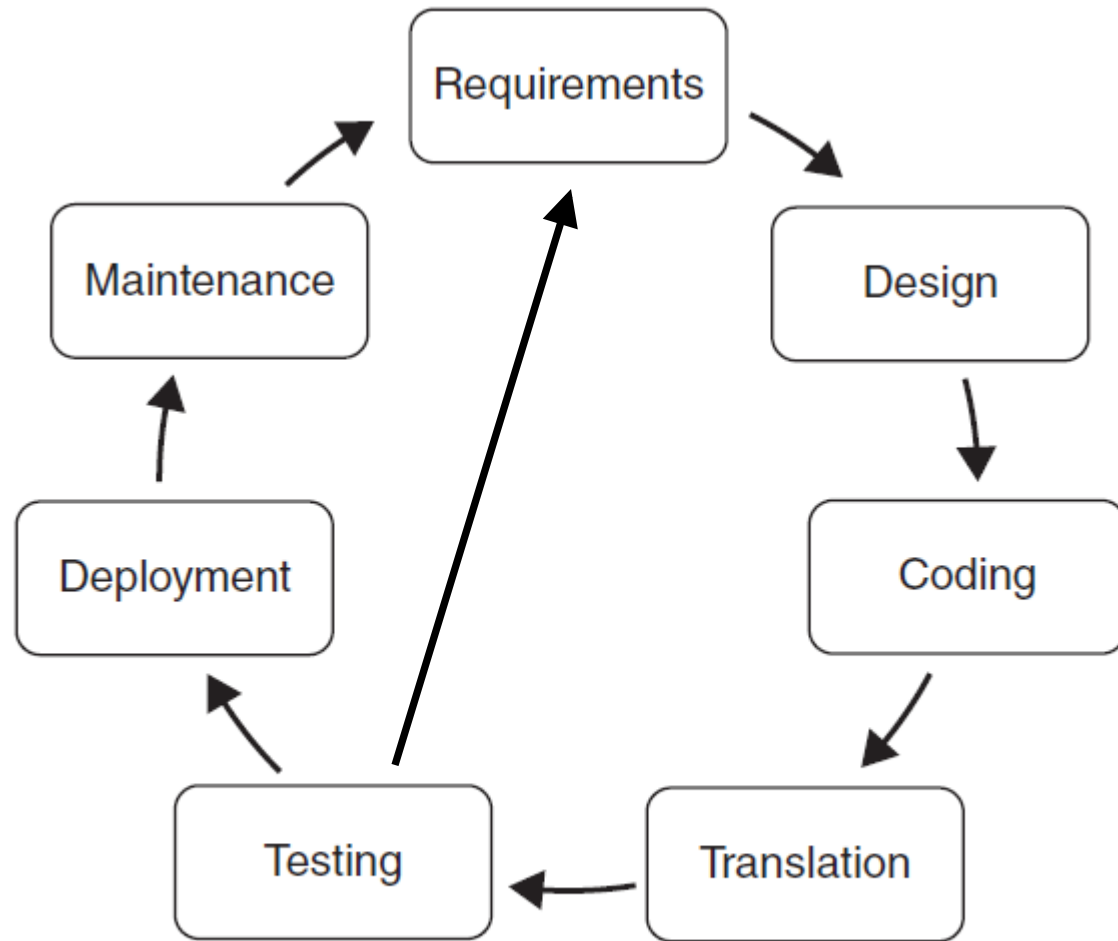 Requirements
Design
Coding
Translation
Testing
Deployment
Maintenance